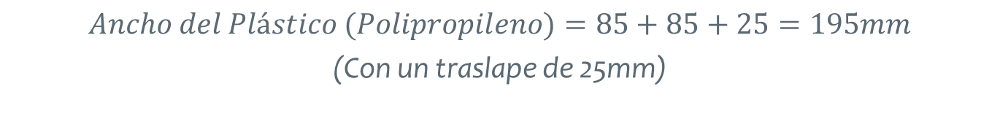 Ancho del Plástico (Polipropileno) = 85 + 85 + 25 = 195mm
(Con un traslape de 25mm)